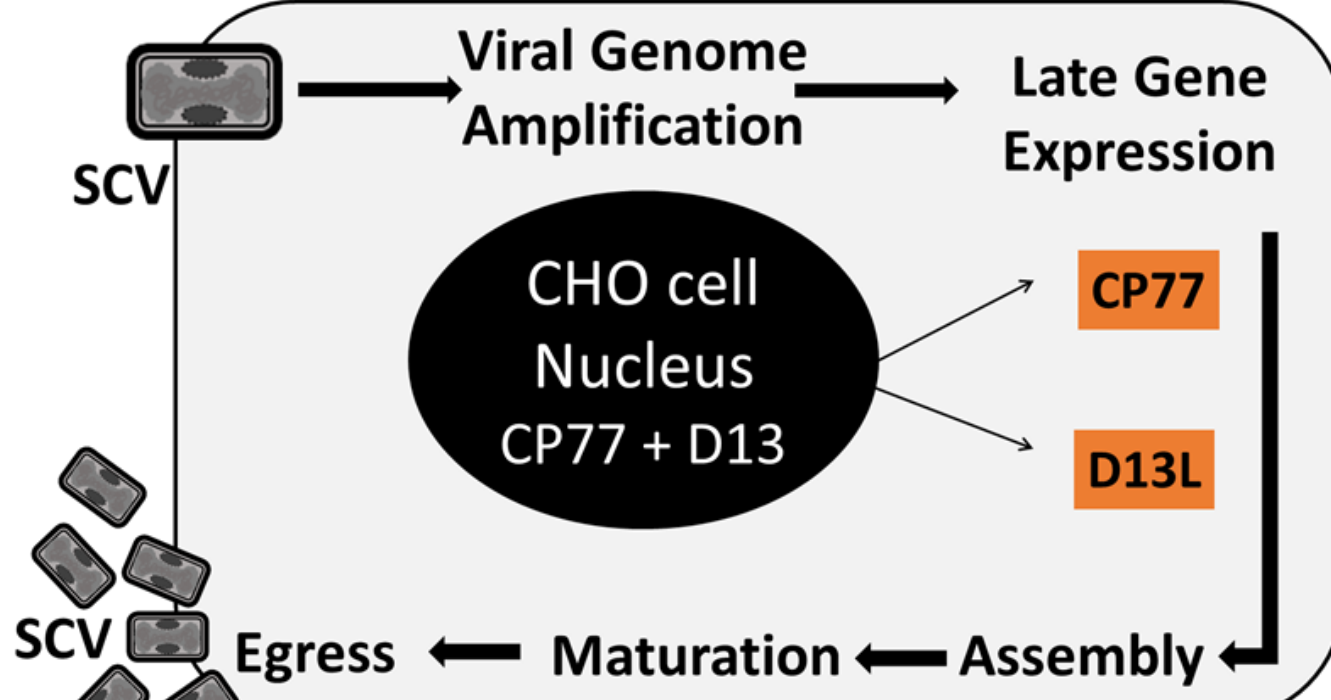 SCV
Viral Genome
Amplification
Late Gene
Expression
CHO cell
Nucleus
CP77 + D13
CP77
D13L
SCV
Egress
Maturation
Assembly